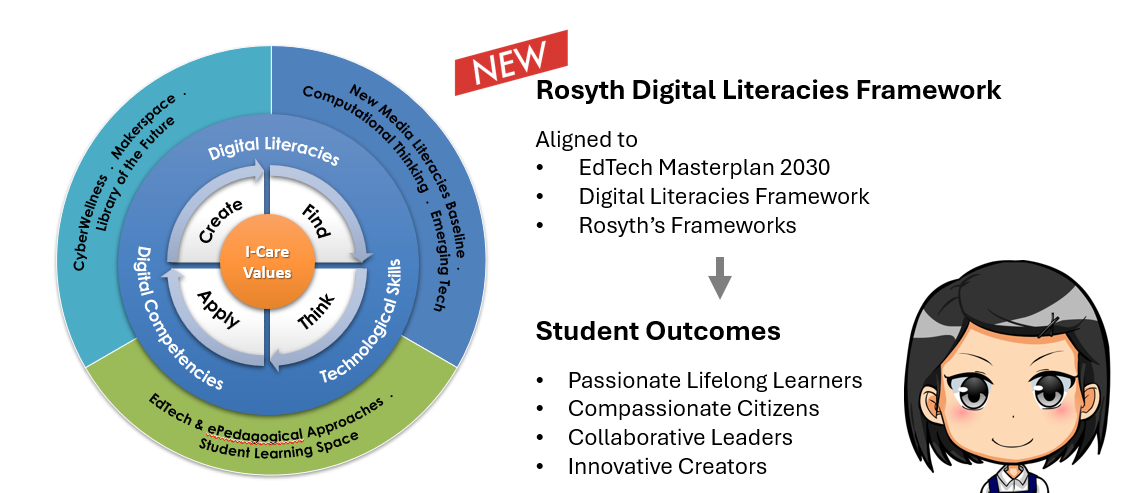 NEW
Rosyth Digital Literacies Framework
Aligned to
• EdTech Masterplan 2030
• Digital Literacies Framework
• Rosyth’s Frameworks
Student Outcomes
• Passionate Lifelong Learners
• Compassionate Citizens
• Collaborative Leaders
• Innovative Creators
CyberWellness · Makerspace ·
Library of the Future
New Media Literacies Baseline ·
Computational Thinking · Emerging Tech
EdTech & ePedagogical Approaches ·
Student Learning Space
Digital Literacies
Technological Skills
Digital Competencies
Create
Find
Think
Apply
I-Care
Values